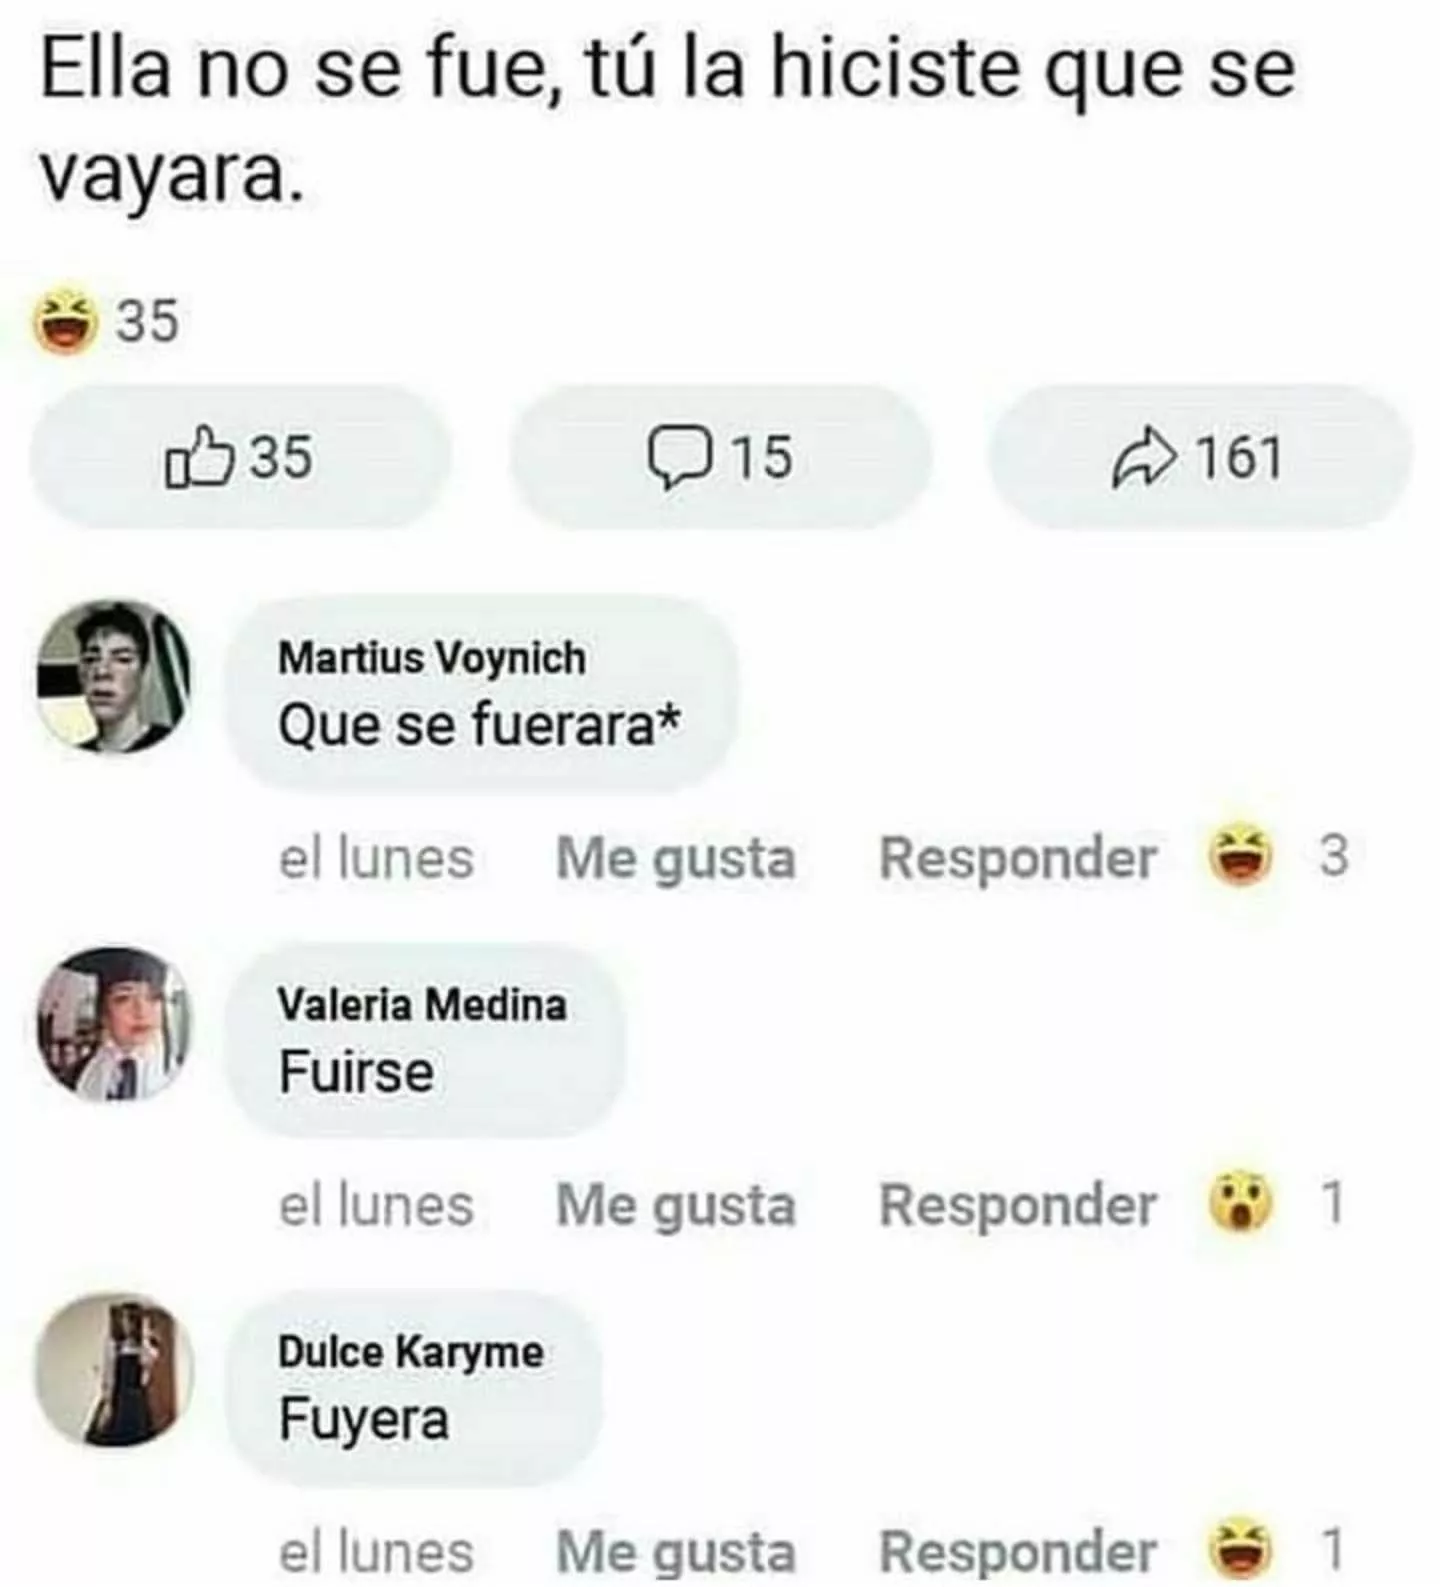 Ella no se fue, tú la hiciste que se
vayara.
35
35
15
161
Martius Voynich
Que se fuerara*
el lunes Me gusta Responder 3
Valeria Medina
Fuirse
el lunes Me gusta Responder 1
Dulce Karyme
Fuyera
el lunes Me gusta Responder 1